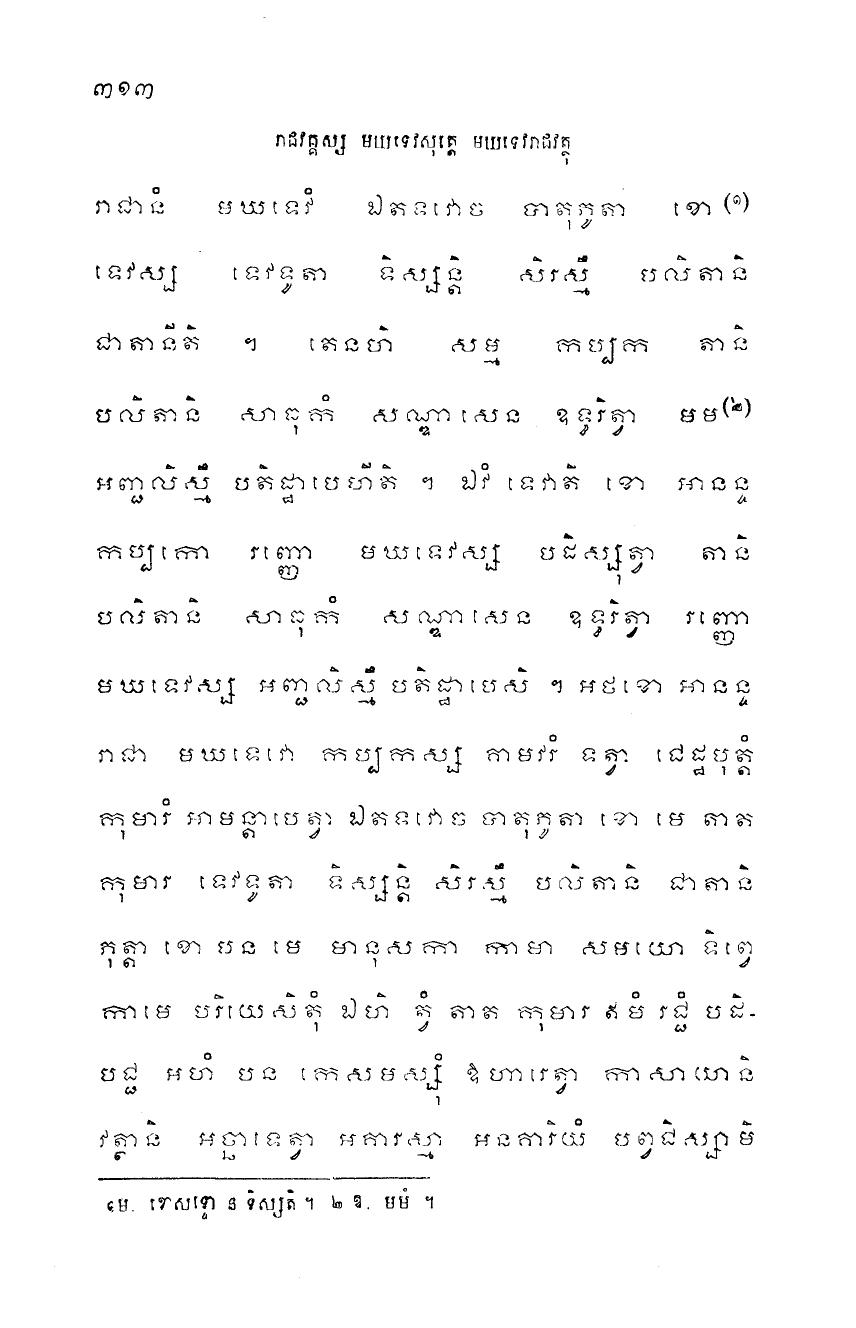 ៣១៣
រាជវគ្គស្ស មឃទេវសុត្តេ មឃទេវរាជវត្ថុ
រាជានំ មឃទេវំ ឯតទវោច បាតុភូតា ខោ (១)
ទេវស្ស ទេវទូតា ទិស្សន្តិ សិរស្មឹ បលិតានិ
ជាតានីតិ ។ តេនហិ សម្ម កប្បក តានិ
បលិតានិ សាធុកំ សណ្ឌាសេន ឧទ្ធរិត្វា មម (២)
អញ្ជលិស្មឹ បតិដ្ឋាបេហីតិ ។ ឯវំ ទេវាតិ ខោ អានន្ទ
កប្បកោ រញ្ញោ មឃទេវស្ស បដិស្សុត្វា តានិ
បលិតានិ សាធុកំ សណ្ឌាសេន ឧទ្ធរិត្វា រញ្ញោ
មឃទេវស្ស អញ្ជលិស្មឹ បតិដ្ឋាបេសិ ។ អថខោ អានន្ទ
រាជា មឃទេវោ កប្បកស្ស គាមវរំ ទត្វា ជេដ្ឋបុត្តំ
កុមារំ អាមន្តាបេត្វា ឯតទវោច បាតុភូតា ខោ មេ តាត
កុមារ ទេវទូតា ទិស្សន្តិ សិរស្មឹ បលិតានិ ជាតានិ
ភុត្តា ខោ បន មេ មានុសកា កាមា សមយោ ទិព្វេ
កាមេ បរិយេសិតុំ ឯហិ ត្វំ តាត កុមារ ឥមំ រជ្ជំ បដិ-
បជ្ជ អហំ បន កេសមស្សុំ ឱហារេត្វា កាសាយានិ
វត្ថានិ អច្ឆាទេត្វា អគារស្មា អនគារិយំ បព្វជិស្សាមិ
១ម. ខោសទ្ទោ ន ទិស្សតិ ។ ២ ឱ. មមំ ។